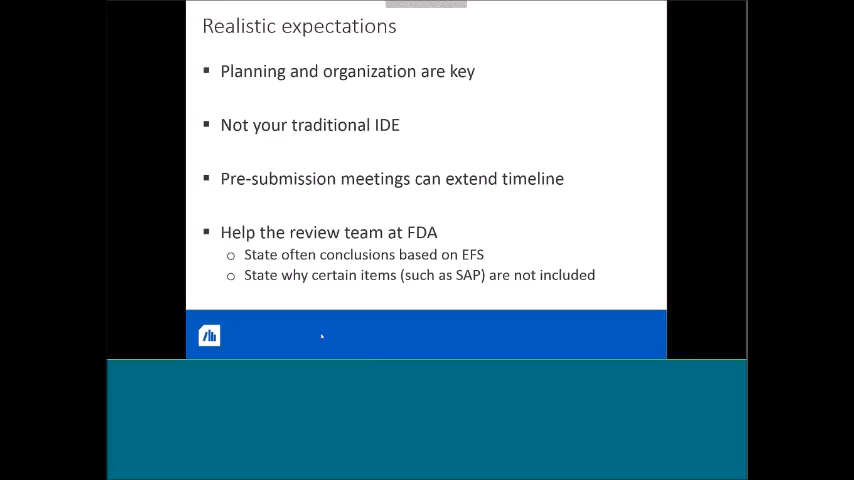 Realistic expectations
▪ Planning and organization are key
▪ Not your traditional IDE
▪ Pre-submission meetings can extend timeline
▪ Help the review team at FDA
o State often conclusions based on EFS
o State why certain items (such as SAP) are not included